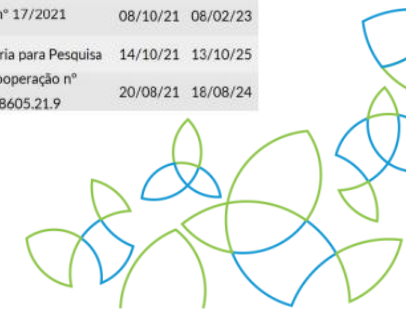 nº 17/2021 08/10/21 08/02/23
ria para Pesquisa 14/10/21 13/10/25
operação nº
8605.21.9 20/08/21 18/08/24